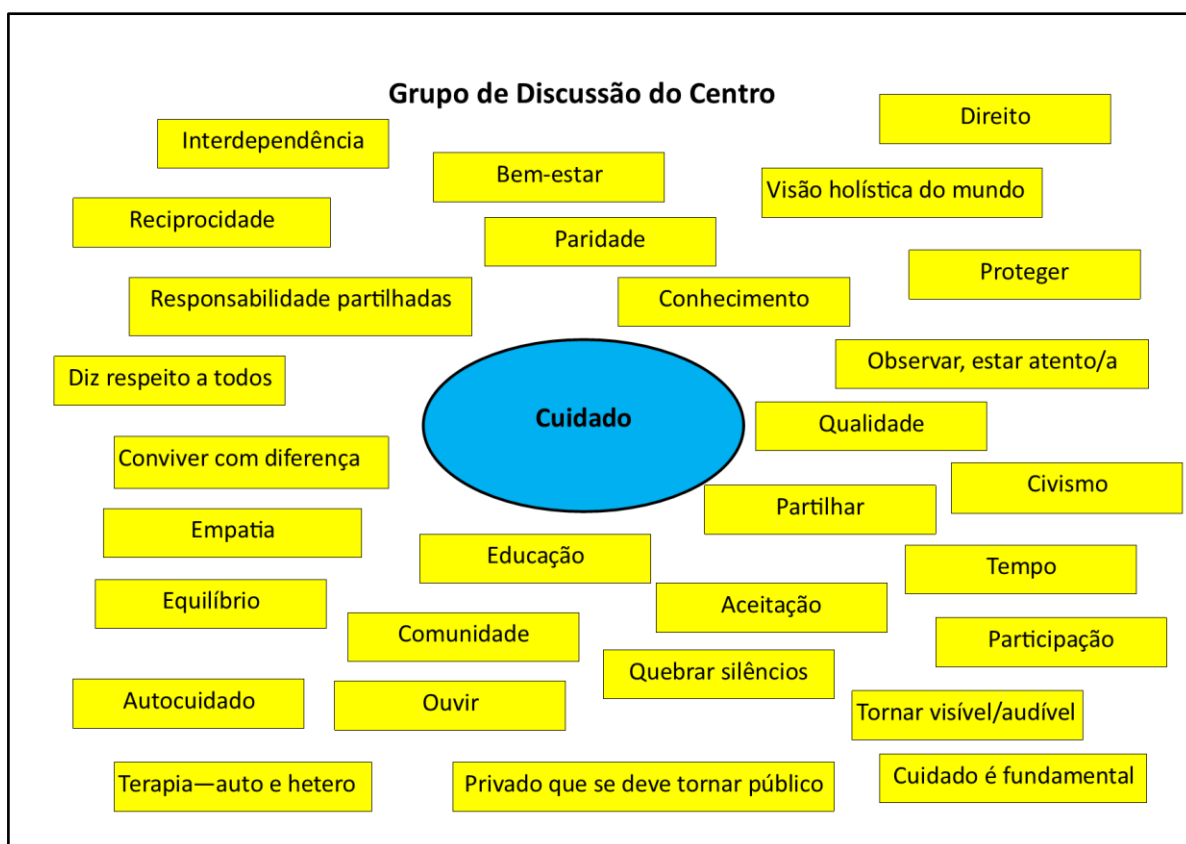 Grupo de Discussão do Centro
Direito
Interdependência
Bem-estar
Visão holística do mundo
Reciprocidade
Paridade
Proteger
Responsabilidade partilhadas
Conhecimento
Observar, estar atento/a
Diz respeito a todos
Cuidado
Qualidade
Conviver com diferença
Civismo
Partilhar
Empatia
Educação
Tempo
Equilíbrio
Aceitação
Comunidade
Participação
Quebrar silêncios
Autocuidado
Ouvir
Tornar visível/audível
Terapia—auto e hetero
Privado que se deve tornar público
Cuidado é fundamental